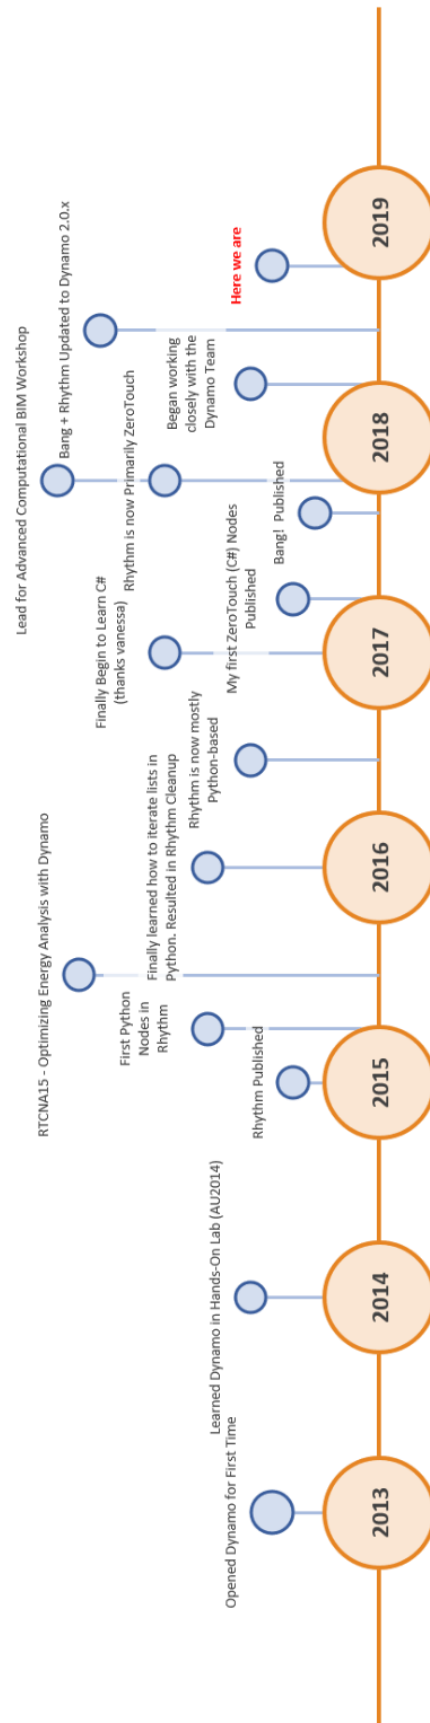 Opened Dynamo for First Time
Learned Dynamo in Hands-On Lab (AU2014)
Rhythm Published
First Python
Nodes in
Rhythm
RTCNA15 - Optimizing Energy Analysis with Dynamo
Finally learned how to iterate lists in
Python. Resulted in Rhythm Cleanup
Rhythm is now mostly
Python-based
Finally Begin to Learn C#
(thanks vanessa)
My first ZeroTouch (C#) Nodes
Published
Bang! Published
Lead for Advanced Computational BIM Workshop
Rhythm is now Primarily ZeroTouch
Began working
closely with the
Dynamo Team
Bang + Rhythm Updated to Dynamo 2.0.x
Here we are
2013
2014
2015
2016
2017
2018
2019